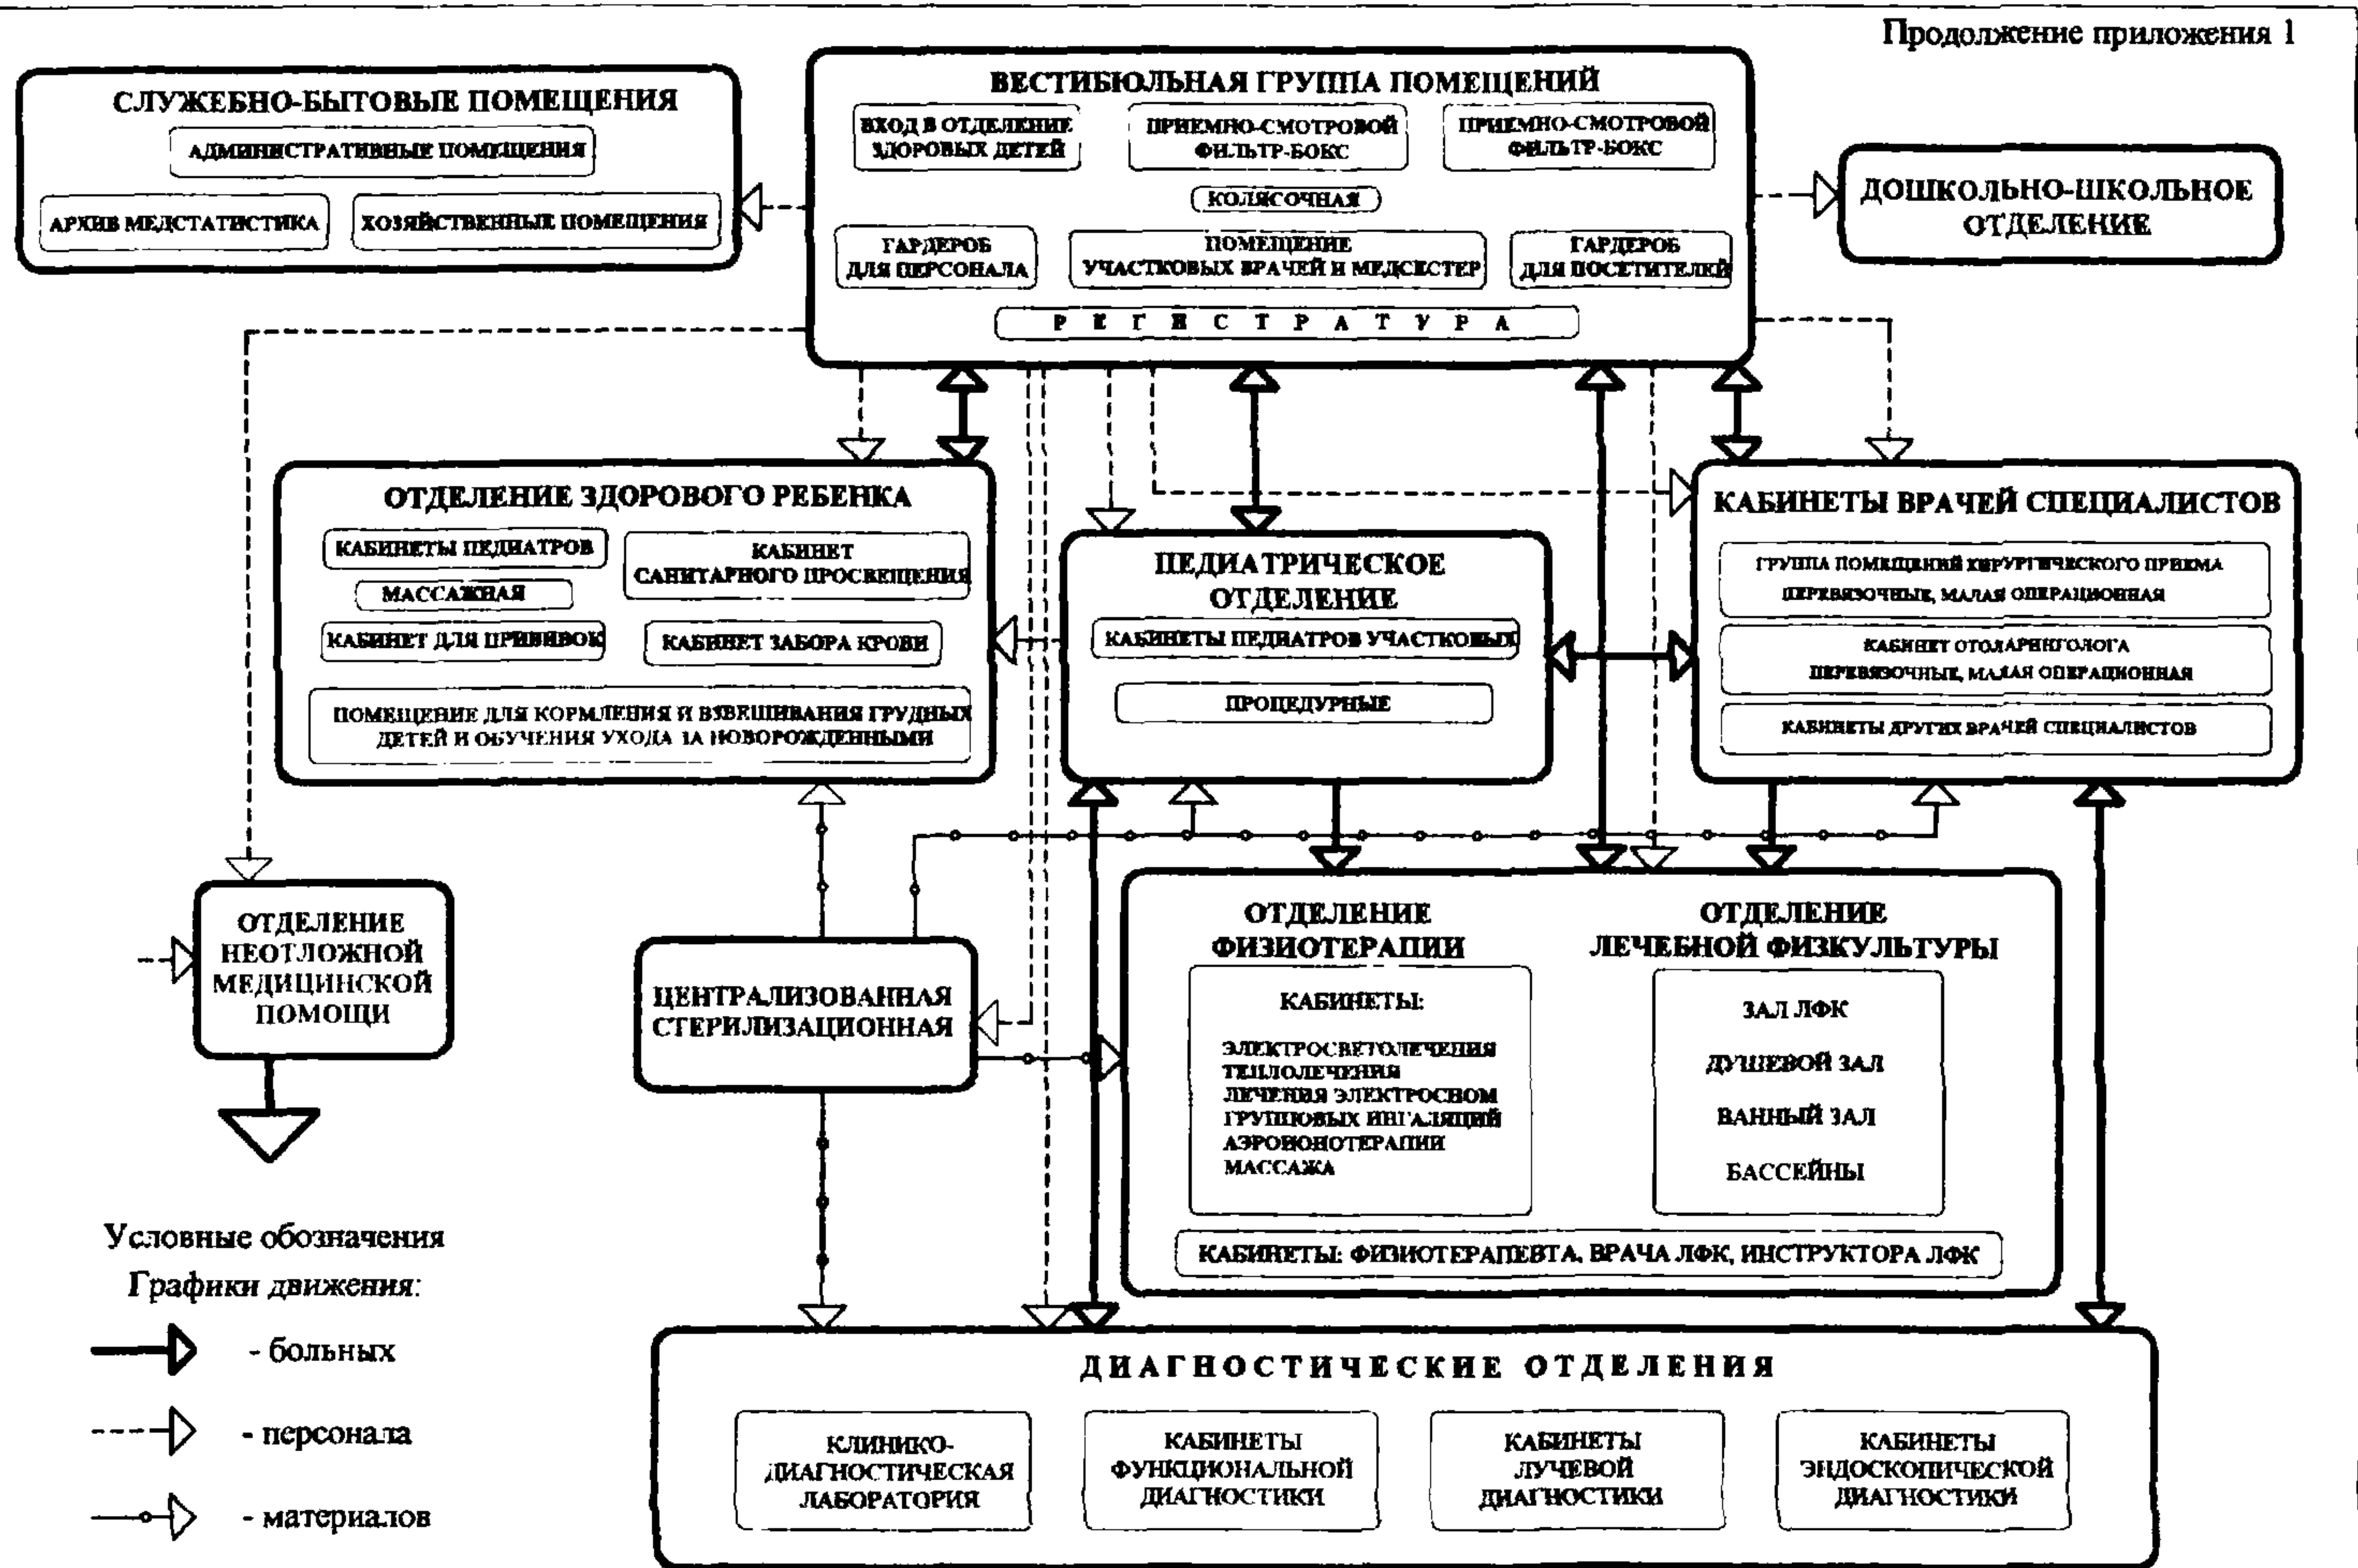 Продолжение приложения 1
СЛУЖЕБНО-БЫТОВЫЕ ПОМЕЩЕНИЯ
АДМИНИСТРАТИВНЫЕ ПОМЕЩЕНИЯ
АРХИВ МЕДСТАТИСТИКА
ХОЗЯЙСТВЕННЫЕ ПОМЕЩЕНИЯ
ВЕСТИБЮЛЬНАЯ ГРУППА ПОМЕЩЕНИЙ
ВХОД В ОТДЕЛЕНИЕ
ЗДОРОВЫХ ДЕТЕЙ
ПРИЕМНО-СМОТРОВОЙ
ФИЛЬТР-БОКС
ПРИЕМНО-СМОТРОВОЙ
ФИЛЬТР-БОКС
КОЛЯСОЧНАЯ
ГАРДЕРОБ
ДЛЯ ПЕРСОНАЛА
ПОМЕЩЕНИЕ
УЧАСТКОВЫХ ВРАЧЕЙ И МЕДСЕСТЕР
ГАРДЕРОБ
ДЛЯ ПОСЕТИТЕЛЕЙ
Р Е Г И С Т Р А Т У Р А
ДОШКОЛЬНО-ШКОЛЬНОЕ
ОТДЕЛЕНИЕ
ОТДЕЛЕНИЕ ЗДОРОВОГО РЕБЕНКА
КАБИНЕТЫ ПЕДИАТРОВ
КАБИНЕТ
САНИТАРНОГО ПРОСВЕЩЕНИЯ
МАССАЖНАЯ
КАБИНЕТ ДЛЯ ПРИВИВОК
КАБИНЕТ ЗАБОРА КРОВИ
ПОМЕЩЕНИЕ ДЛЯ КОРМЛЕНИЯ И ВЗВЕШИВАНИЯ ГРУДНЫХ
ДЕТЕЙ И ОБУЧЕНИЯ УХОДА ЗА НОВОРОЖДЕННЫМИ
ПЕДИАТРИЧЕСКОЕ
ОТДЕЛЕНИЕ
КАБИНЕТЫ ПЕДИАТРОВ УЧАСТКОВЫХ
ПРОЦЕДУРНЫЕ
КАБИНЕТЫ ВРАЧЕЙ СПЕЦИАЛИСТОВ
ГРУППА ПОМЕЩЕНИЙ ХИРУРГИЧЕСКОГО ПРИЕМА
ПЕРЕВЯЗОЧНЫЕ, МАЛАЯ ОПЕРАЦИОННАЯ
КАБИНЕТ ОТОЛАРИНГОЛОГА
ПЕРЕВЯЗОЧНЫЕ, МАЛАЯ ОПЕРАЦИОННАЯ
КАБИНЕТЫ ДРУГИХ ВРАЧЕЙ СПЕЦИАЛИСТОВ
ОТДЕЛЕНИЕ
НЕОТЛОЖНОЙ
МЕДИЦИНСКОЙ
ПОМОЩИ
ЦЕНТРАЛИЗОВАННАЯ
СТЕРИЛИЗАЦИОННАЯ
ОТДЕЛЕНИЕ
ФИЗИОТЕРАПИИ
КАБИНЕТЫ:
ЭЛЕКТРОСВЕТОЛЕЧЕНИЯ
ТЕПЛОЛЕЧЕНИЯ
ЛЕЧЕНИЯ ЭЛЕКТРОСНОМ
ГРУППОВЫХ ИНГАЛЯЦИЙ
АЭРОИОНОТЕРАПИИ
МАССАЖА
ОТДЕЛЕНИЕ
ЛЕЧЕБНОЙ ФИЗКУЛЬТУРЫ
ЗАЛ ЛФК
ДУШЕВОЙ ЗАЛ
ВАННЫЙ ЗАЛ
БАССЕЙНЫ
КАБИНЕТЫ: ФИЗИОТЕРАПЕВТА, ВРАЧА ЛФК, ИНСТРУКТОРА ЛФК
Условные обозначения
Графики движения:
- больных
- персонала
- материалов
ДИАГНОСТИЧЕСКИЕ ОТДЕЛЕНИЯ
КЛИНИКО-
ДИАГНОСТИЧЕСКАЯ
ЛАБОРАТОРИЯ
КАБИНЕТЫ
ФУНКЦИОНАЛЬНОЙ
ДИАГНОСТИКИ
КАБИНЕТЫ
ЛУЧЕВОЙ
ДИАГНОСТИКИ
КАБИНЕТЫ
ЭНДОСКОПИЧЕСКОЙ
ДИАГНОСТИКИ